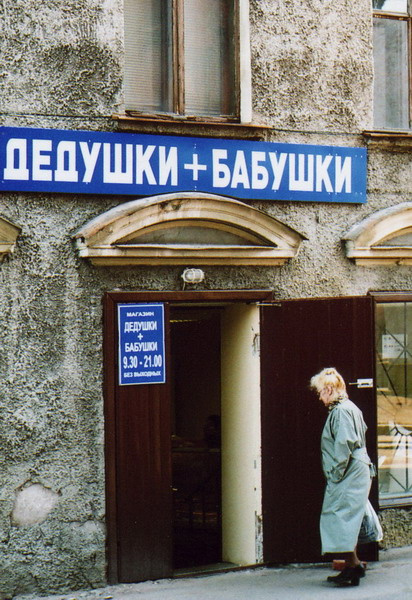 ДЕДУШКИ + БАБУШКИ
МАГАЗИН
ДЕДУШКИ
+
БАБУШКИ
9.30 - 21.00
БЕЗ ВЫХОДНЫХ